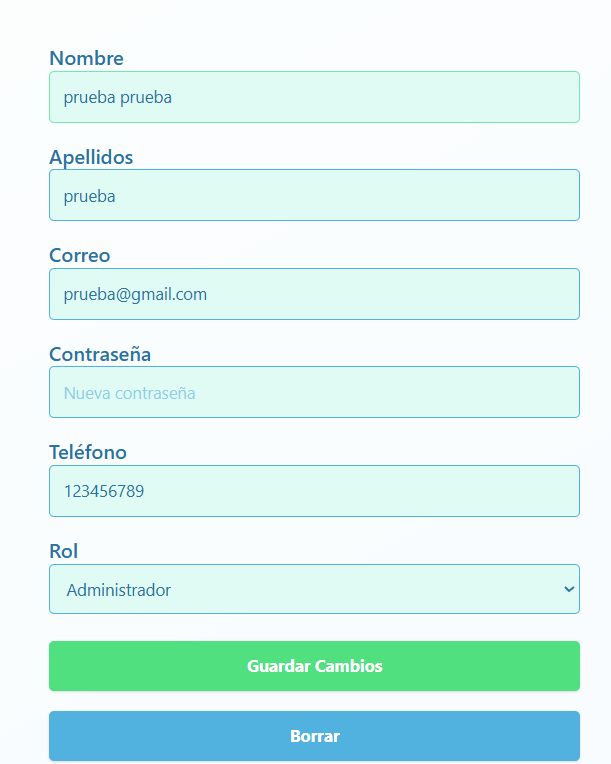 Nombre
prueba prueba
Apellidos
prueba
Correo
prueba@gmail.com
Contraseña
Nueva contraseña
Teléfono
123456789
Rol
Administrador
Guardar Cambios
Borrar